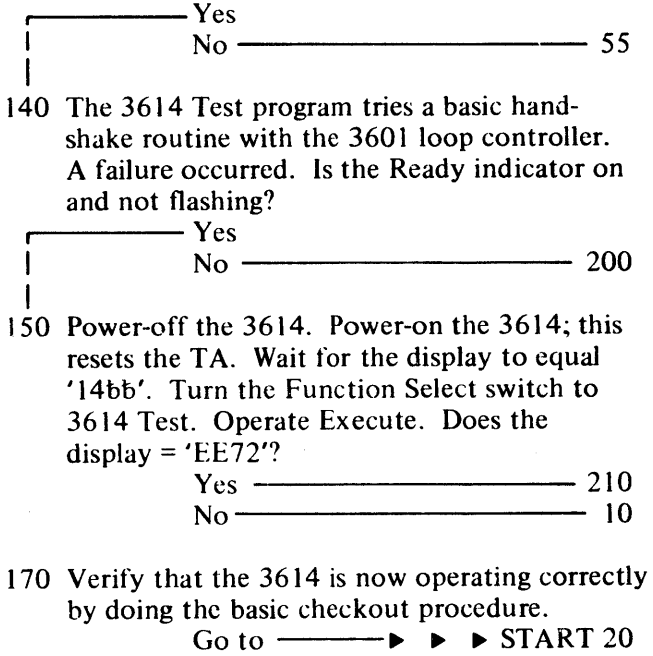 Yes
No 55
140 The 3614 Test program tries a basic hand-
shake routine with the 3601 loop controller.
A failure occurred. Is the Ready indicator on
and not flashing?
Yes
No 200
150 Power-off the 3614. Power-on the 3614; this
resets the TA. Wait for the display to equal
'14bb'. Turn the Function Select switch to
3614 Test. Operate Execute. Does the
display = 'EE72'?
Yes 210
No 10
170 Verify that the 3614 is now operating correctly
by doing the basic checkout procedure.
Go to ► ► ► START 20